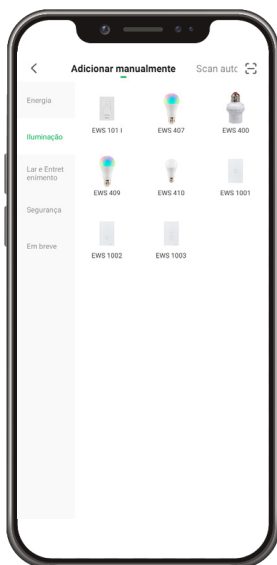 Adicionar manualmente
Scan autc
Energia
Iluminação
Lar e Entret
enimento
Segurança
Em breve
EWS 101 I
EWS 407
EWS 400
EWS 409
EWS 410
EWS 1001
EWS 1002
EWS 1003